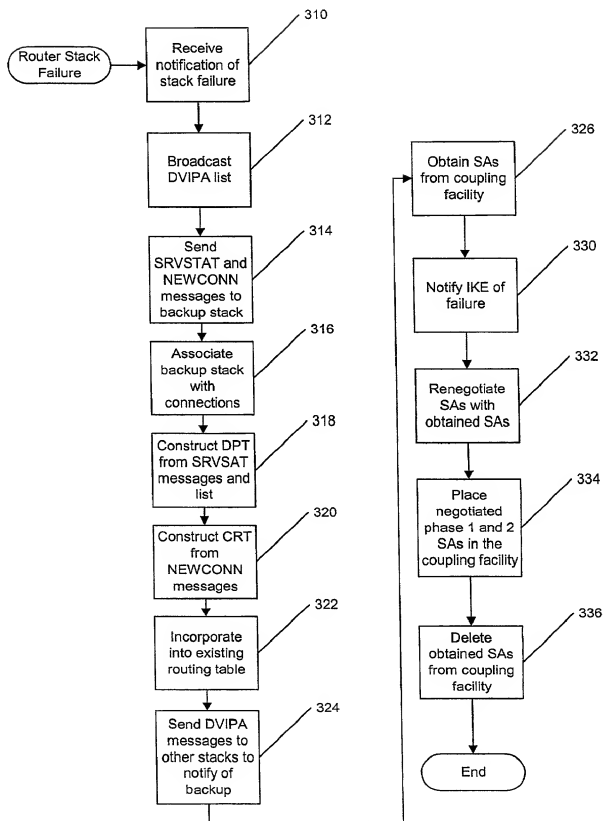 310
Router Stack
Failure
Receive
notification of
stack failure
312
Broadcast
DVIPA list
314
Send
SRVSTAT and
NEWCONN
messages to
backup stack
316
Associate
backup stack
with
connections
318
Construct DPT
from SRVSAT
messages and
list
320
Construct CRT
from
NEWCONN
messages
322
Incorporate
into existing
routing table
324
Send DVIPA
messages to
other stacks to
notify of
backup
326
Obtain SAs
from coupling
facility
330
Notify IKE of
failure
332
Renegotiate
SAs with
obtained SAs
334
Place
negotiated
phase 1 and 2
SAs in the
coupling facility
336
Delete
obtained SAs
from coupling
facility
End